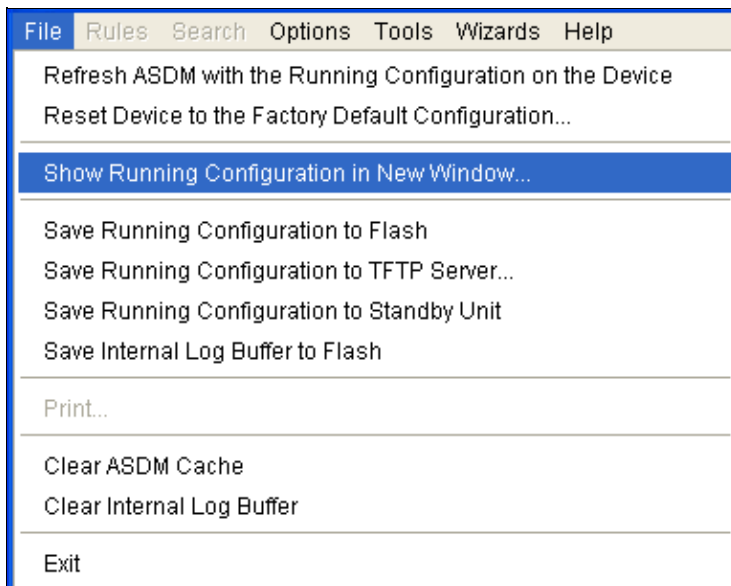 File Rules Search Options Tools Wizards Help
Refresh ASDM with the Running Configuration on the Device
Reset Device to the Factory Default Configuration...
Show Running Configuration in New Window...
Save Running Configuration to Flash
Save Running Configuration to TFTP Server...
Save Running Configuration to Standby Unit
Save Internal Log Buffer to Flash
Print...
Clear ASDM Cache
Clear Internal Log Buffer
Exit